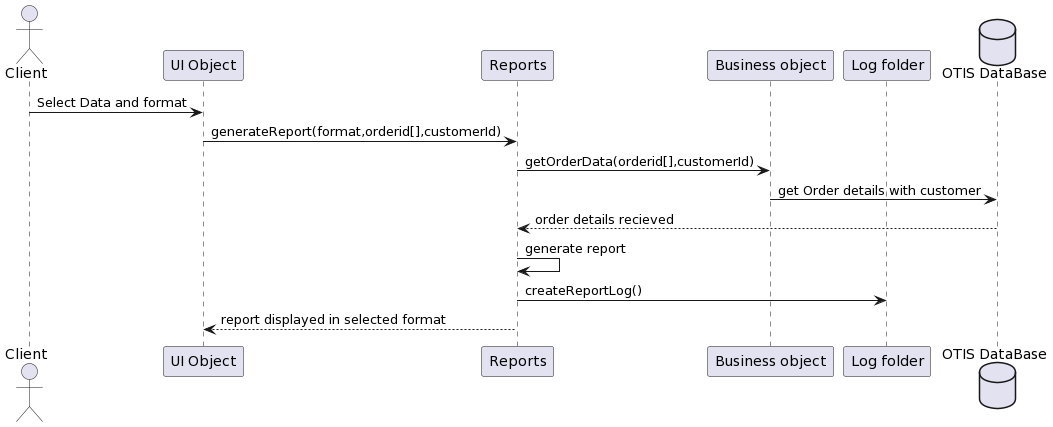 Client
UI Object
Reports
Business object
Log folder
OTIS DataBase
Select Data and format
generateReport(format,orderid[],customerId)
getOrderData(orderid[],customerId)
get Order details with customer
order details recieved
generate report
createReportLog()
report displayed in selected format
Client
UI Object
Reports
Business object
Log folder
OTIS DataBase